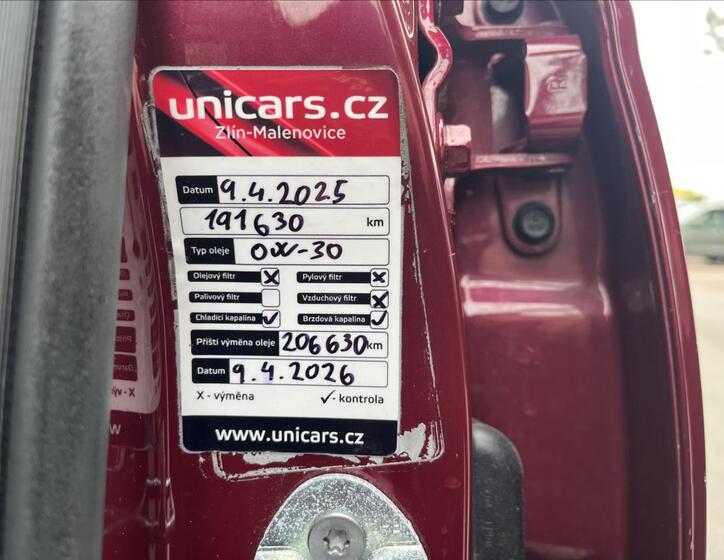 unicars.cz
Zlín-Malenovice
Datum 9.4.2025
191630 km
Typ oleje 0W-30
Olejový filtr X Pylový filtr X
Palivový filtr Vzduchový filtr X
Chladící kapalina ✓ Brzdová kapalina ✓
Příští výměna oleje 206630 km
Datum 9.4.2026
X - výměna ✓- kontrola
www.unicars.cz